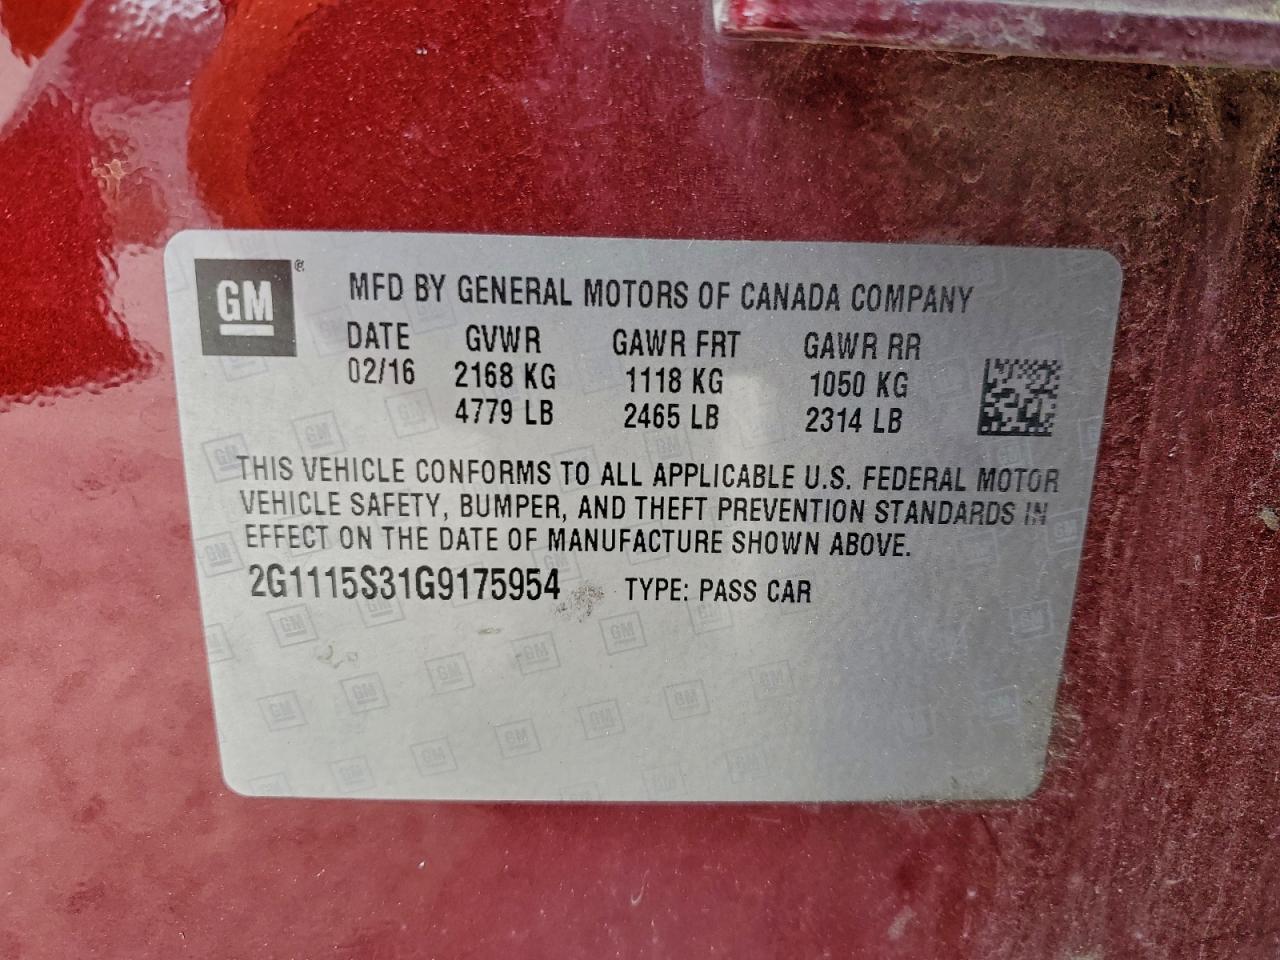 GM® MFD BY GENERAL MOTORS OF CANADA COMPANY
DATE GVWR GAWR FRT GAWR RR
02/16 2168 KG 1118 KG 1050 KG
4779 LB 2465 LB 2314 LB
THIS VEHICLE CONFORMS TO ALL APPLICABLE U.S. FEDERAL MOTOR
VEHICLE SAFETY, BUMPER, AND THEFT PREVENTION STANDARDS IN
EFFECT ON THE DATE OF MANUFACTURE SHOWN ABOVE.
2G1115S31G9175954 TYPE: PASS CAR